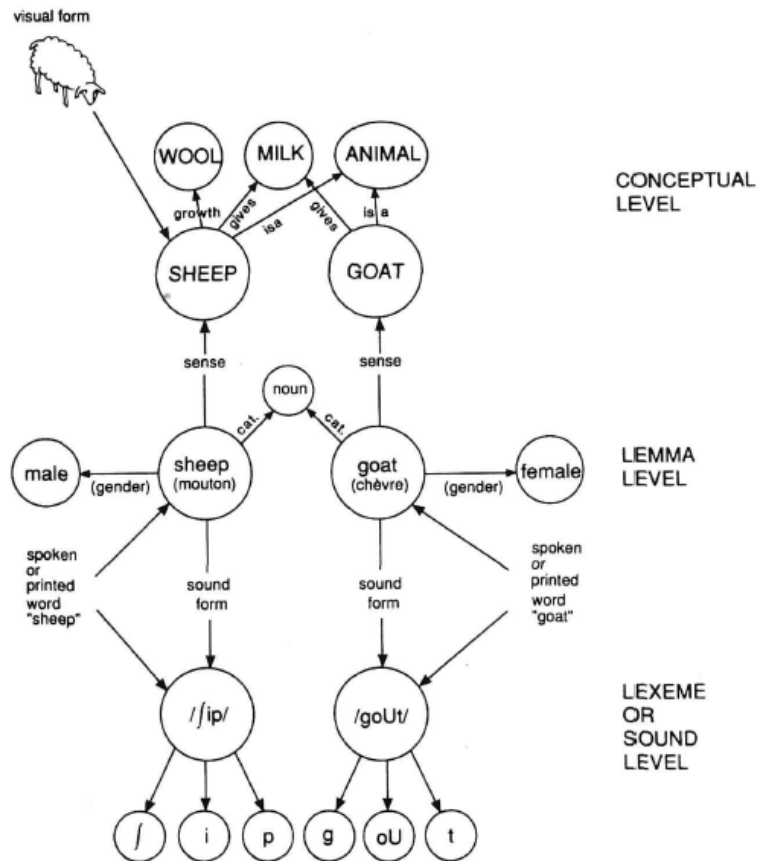 visual form
WOOL
MILK
ANIMAL
CONCEPTUAL
LEVEL
growth
gives
isa
gives
is a
SHEEP
GOAT
sense
sense
noun
cat.
cat.
male
(gender)
sheep
(mouton)
goat
(chèvre)
(gender)
female
LEMMA
LEVEL
spoken
or
printed
word
"sheep"
sound
form
sound
form
spoken
or
printed
word
"goat"
/ʃip/
/goUt/
LEXEME
OR
SOUND
LEVEL
ʃ
i
p
g
oU
t